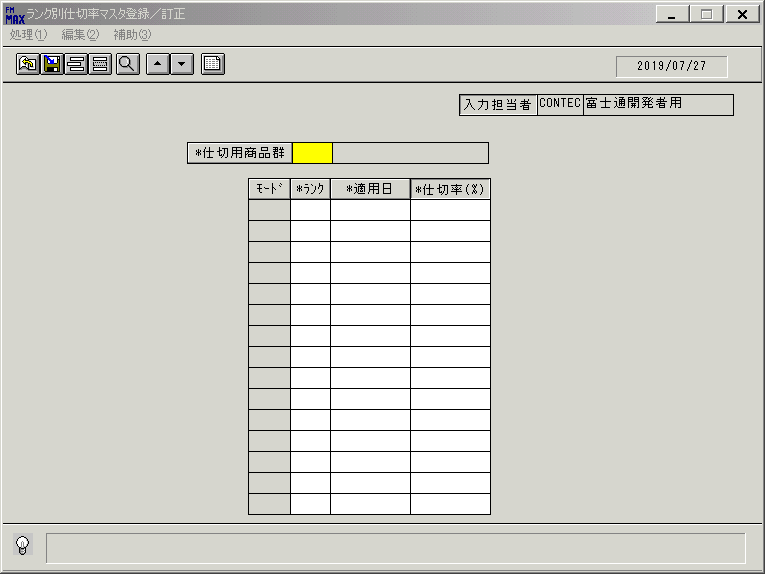 FM MAX ランク別仕切率マスタ登録／訂正
処理(1) 編集(2) 補助(3)
2019/07/27
入力担当者 CONTEC 富士通開発者用
*仕切用商品群
ﾓｰﾄﾞ *ﾗﾝｸ *適用日 *仕切率(%)